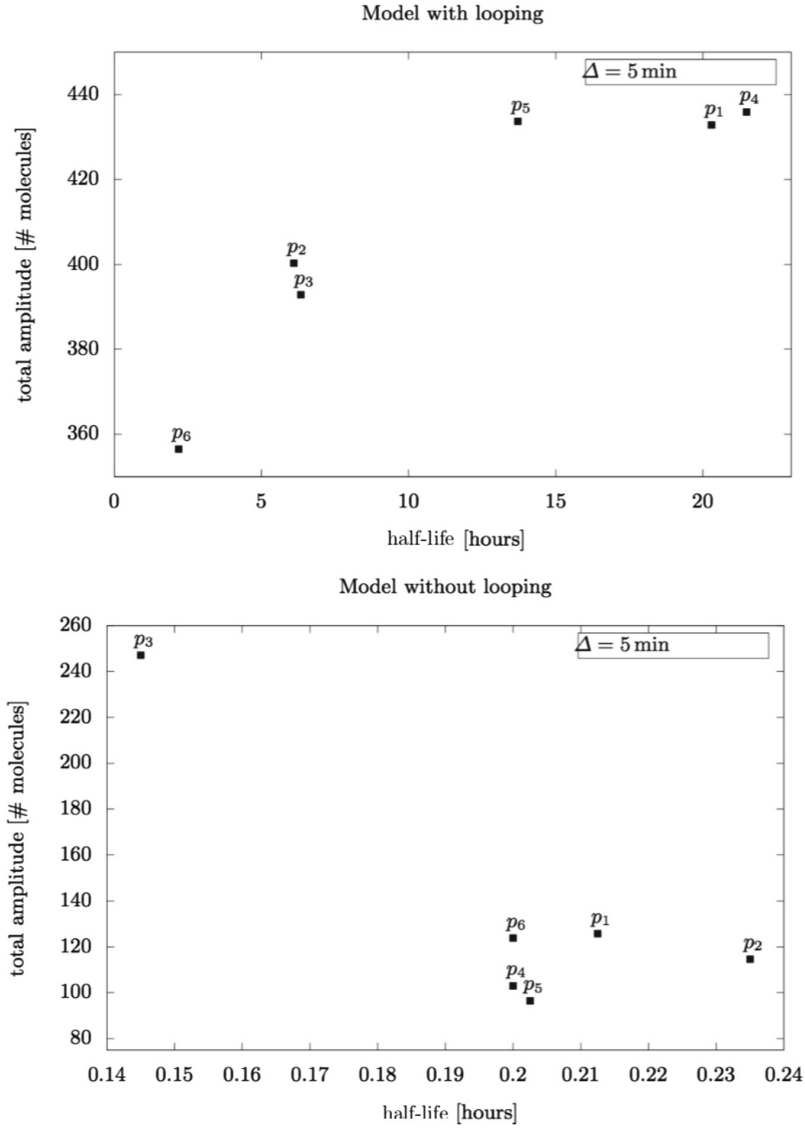 Model with looping
Δ = 5 min
440
420
400
380
360
total amplitude [# molecules]
p₅
p₁
p₄
p₂
p₃
p₆
0 5 10 15 20
half-life [hours]
Model without looping
Δ = 5 min
260
240
220
200
180
160
140
120
100
80
total amplitude [# molecules]
p₃
p₆
p₁
p₂
p₄
p₅
0.14 0.15 0.16 0.17 0.18 0.19 0.2 0.21 0.22 0.23 0.24
half-life [hours]